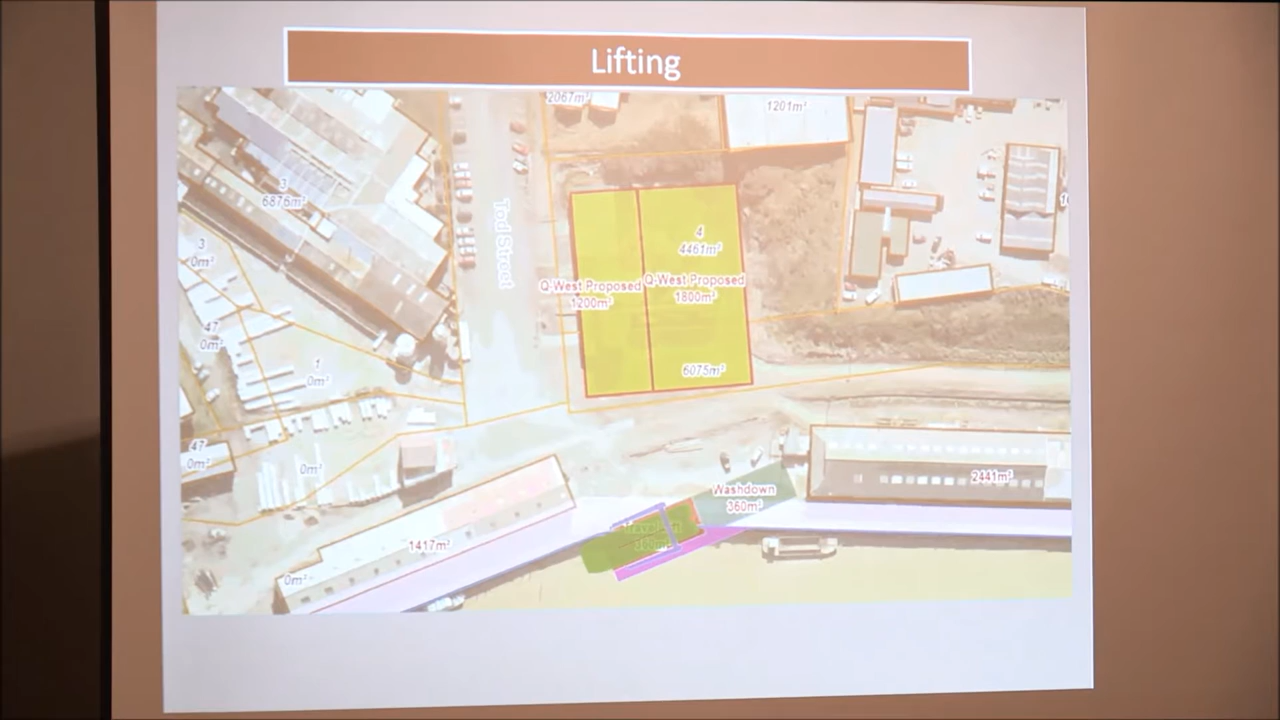 Lifting
2067m²
1201m²
3
6876m²
Tod Street
3
0m²
4
4461m²
Q-West Proposed
1200m²
Q-West Proposed
1800m²
47
0m²
1
0m²
6075m²
47
0m²
0m²
2441m²
Washdown
360m²
1417m²
0m²